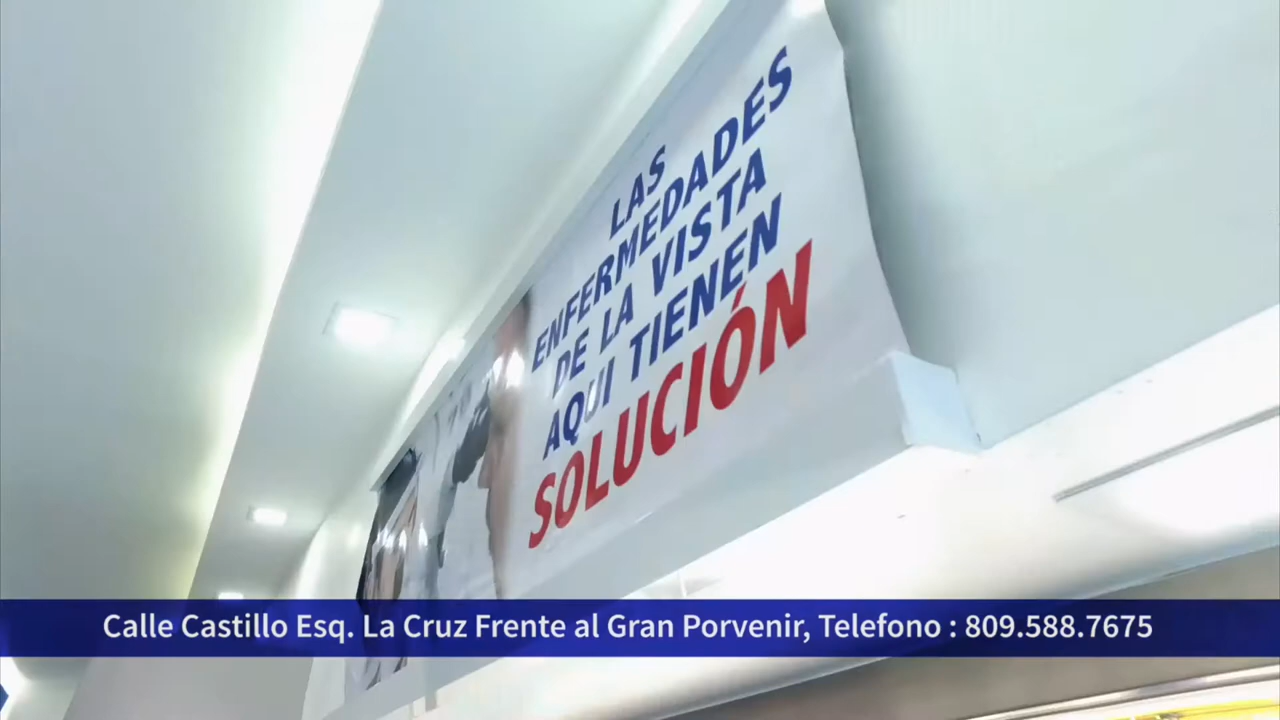 LAS
ENFERMEDADES
DE LA VISTA
AQUI TIENEN
SOLUCIÓN
Calle Castillo Esq. La Cruz Frente al Gran Porvenir, Telefono : 809.588.7675